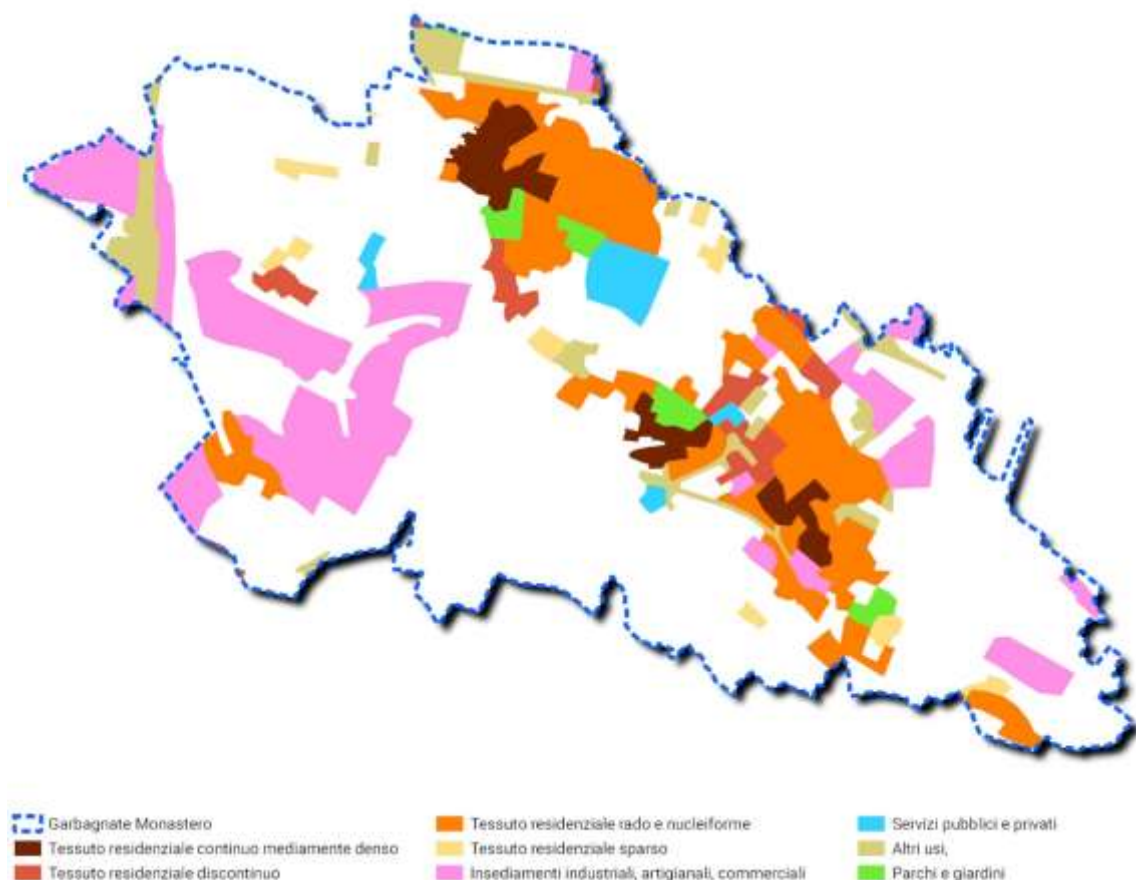 Garbagnate Monastero
Tessuto residenziale continuo mediamente denso
Tessuto residenziale discontinuo
Tessuto residenziale rado e nucleiforme
Tessuto residenziale sparso
Insediamenti industriali, artigianali, commerciali
Servizi pubblici e privati
Altri usi,
Parchi e giardini